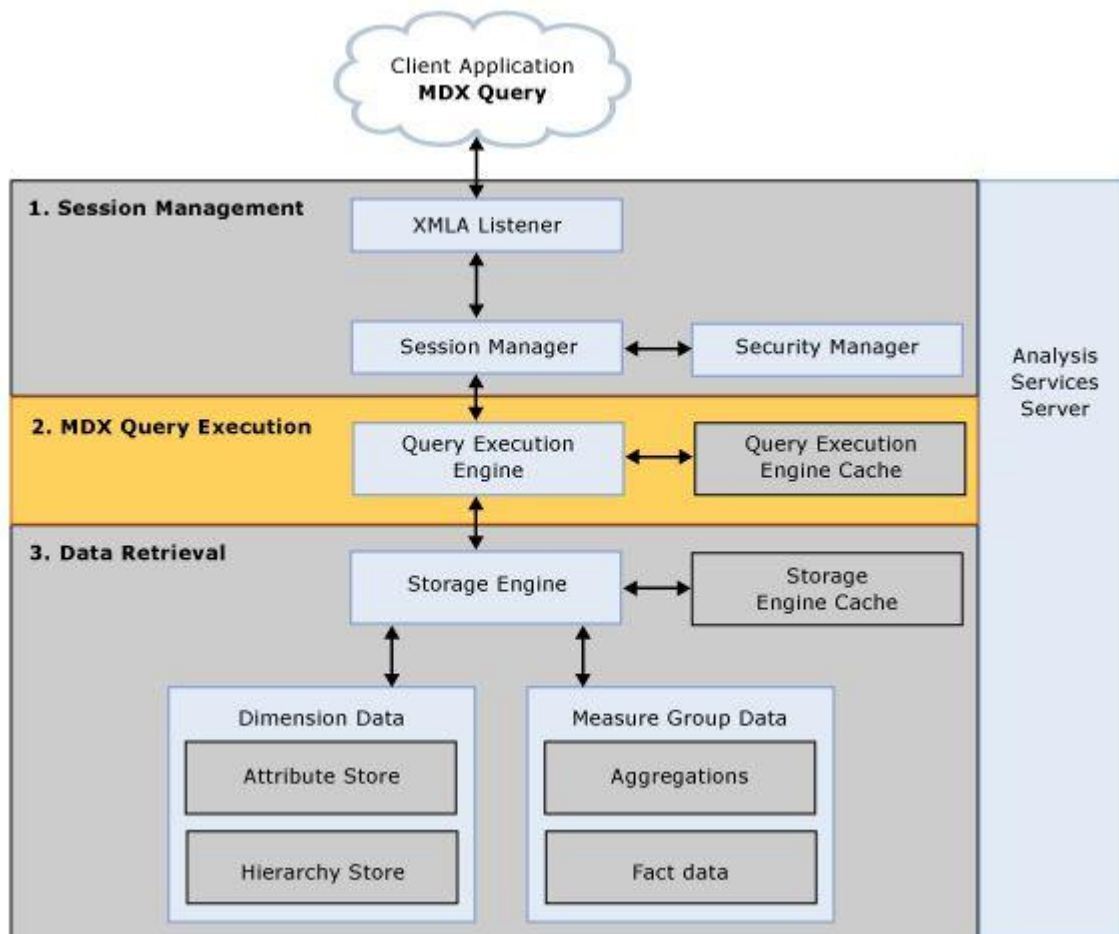 Client Application
MDX Query
1. Session Management
XMLA Listener
Session Manager
Security Manager
Analysis
Services
Server
2. MDX Query Execution
Query Execution
Engine
Query Execution
Engine Cache
3. Data Retrieval
Storage Engine
Storage
Engine Cache
Dimension Data
Attribute Store
Hierarchy Store
Measure Group Data
Aggregations
Fact data